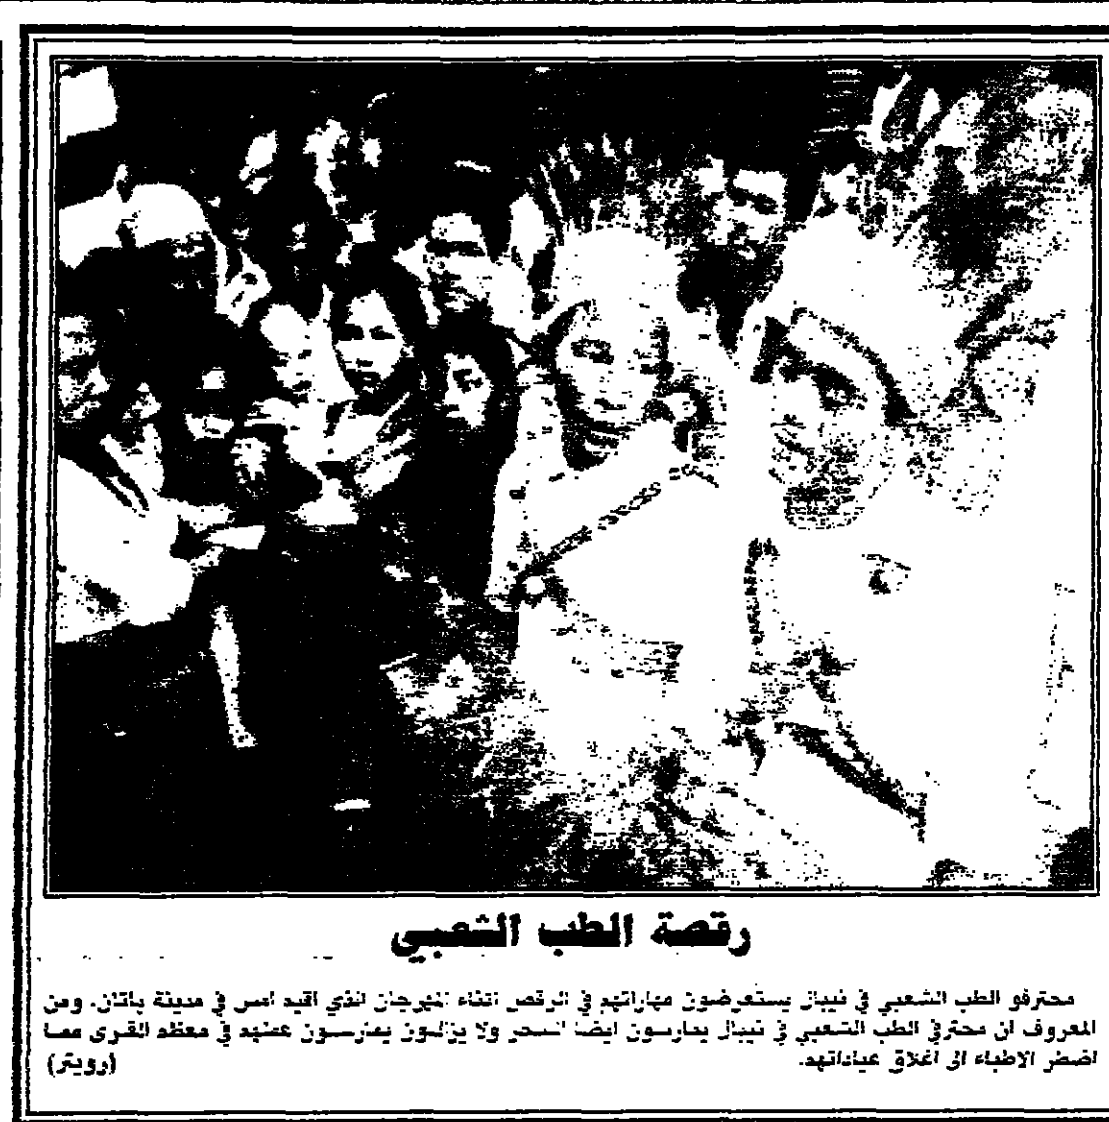 رقصة الطب الشعبي
محترفو الطب الشعبي في نيبال يستعرضون مهاراتهم في الرقص اثناء المهرجان الذي اقيم امس في مدينة باتان. ومن
المعروف ان محترفي الطب الشعبي في نيبال يمارسون ايضا السحر ولا يزالون يمارسون عملهم في معظم القرى مما
اضطر الاطباء الى اغلاق عياداتهم.
(رويتر)